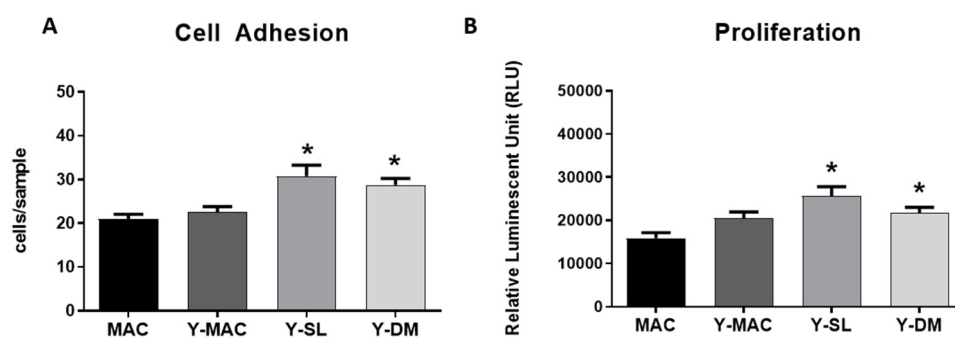 A
Cell Adhesion
cells/sample
50
40
30
20
10
0
*
*
MAC
Y-MAC
Y-SL
Y-DM
B
Proliferation
Relative Luminescent Unit (RLU)
50000
40000
30000
20000
10000
0
*
*
MAC
Y-MAC
Y-SL
Y-DM